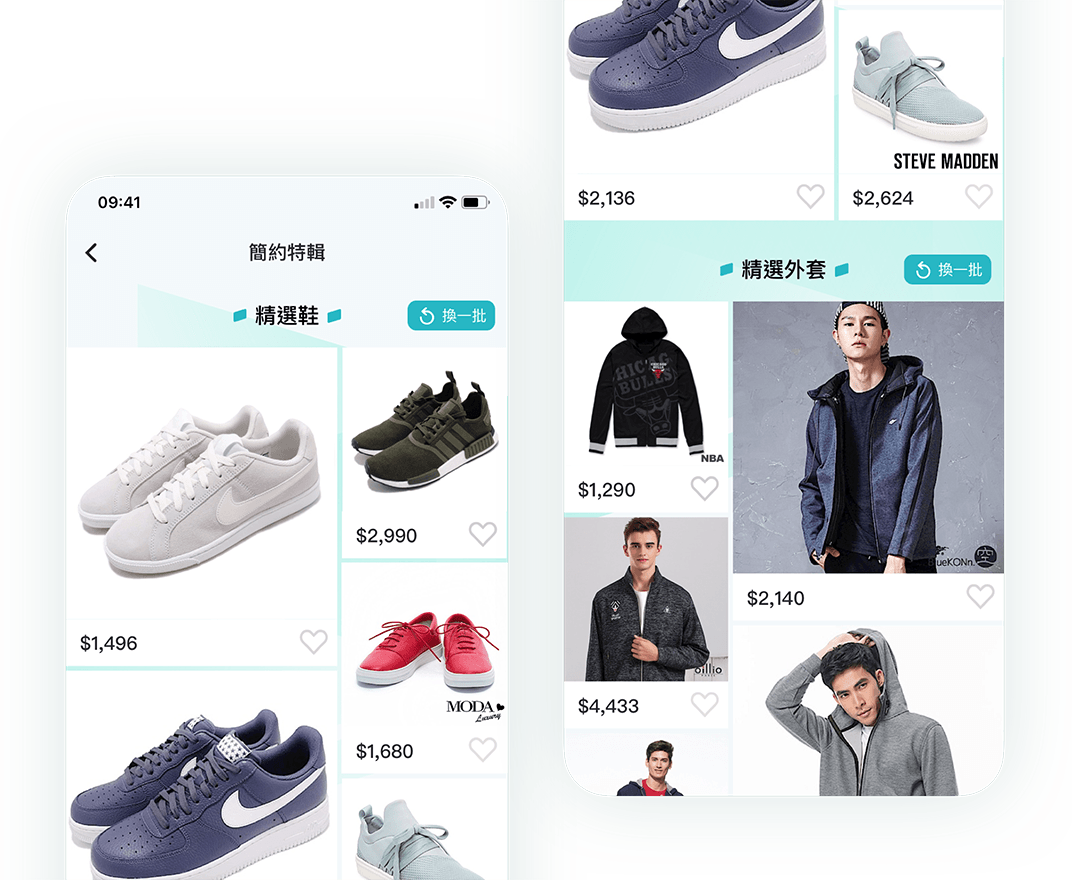 09:41
簡約特輯
精選鞋
換一批
$2,990
$1,496
MODA
Luxury
$1,680
STEVE MADDEN
$2,136
$2,624
精選外套
換一批
CHICAGO
BULLS
NBA
$1,290
BlueKONn.
空
$2,140
oillio
$4,433